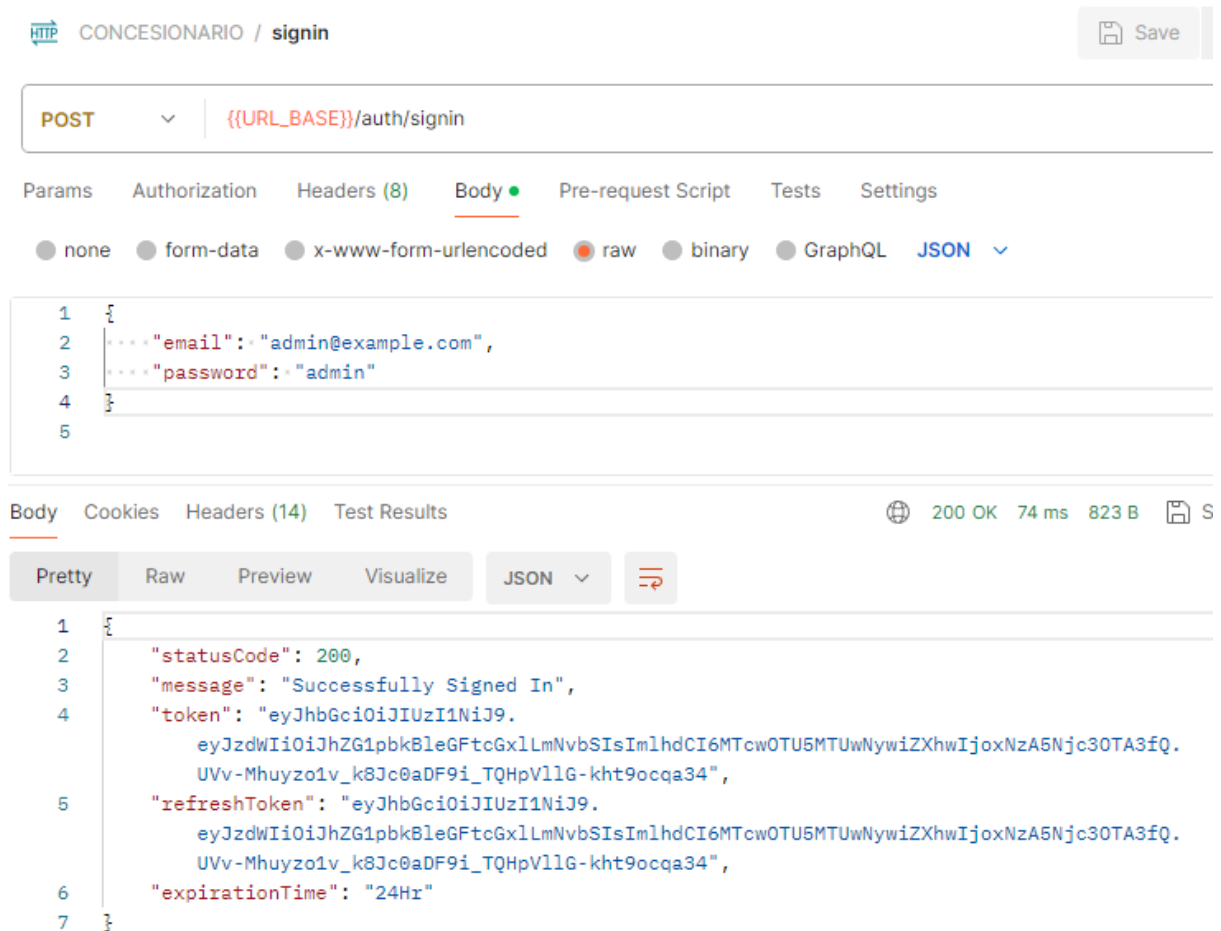 HTTP CONCESIONARIO / signin Save
POST {{URL_BASE}}/auth/signin
Params Authorization Headers (8) Body Pre-request Script Tests Settings
none form-data x-www-form-urlencoded raw binary GraphQL JSON
1 {
2 "email": "admin@example.com",
3 "password": "admin"
4 }
5
Body Cookies Headers (14) Test Results 200 OK 74 ms 823 B S
Pretty Raw Preview Visualize JSON
1 {
2 "statusCode": 200,
3 "message": "Successfully Signed In",
4 "token": "eyJhbGciOiJIUzI1NiJ9.
eyJzdWIiOiJhZG1pbkBleGFtcGxlLmNvbSIsImlhdCI6MTcwOTU5MTUwNywiZXhwIjoxNzA5Njc3OTA3fQ.
UVv-Mhuyzo1v_k8Jc0aDF9i_TQHpVllG-kht9ocqa34",
5 "refreshToken": "eyJhbGciOiJIUzI1NiJ9.
eyJzdWIiOiJhZG1pbkBleGFtcGxlLmNvbSIsImlhdCI6MTcwOTU5MTUwNywiZXhwIjoxNzA5Njc3OTA3fQ.
UVv-Mhuyzo1v_k8Jc0aDF9i_TQHpVllG-kht9ocqa34",
6 "expirationTime": "24Hr"
7 }